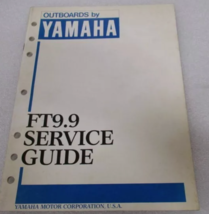 OUTBOARDS by
YAMAHA
FT9.9
SERVICE
GUIDE
YAMAHA MOTOR CORPORATION, U.S.A.